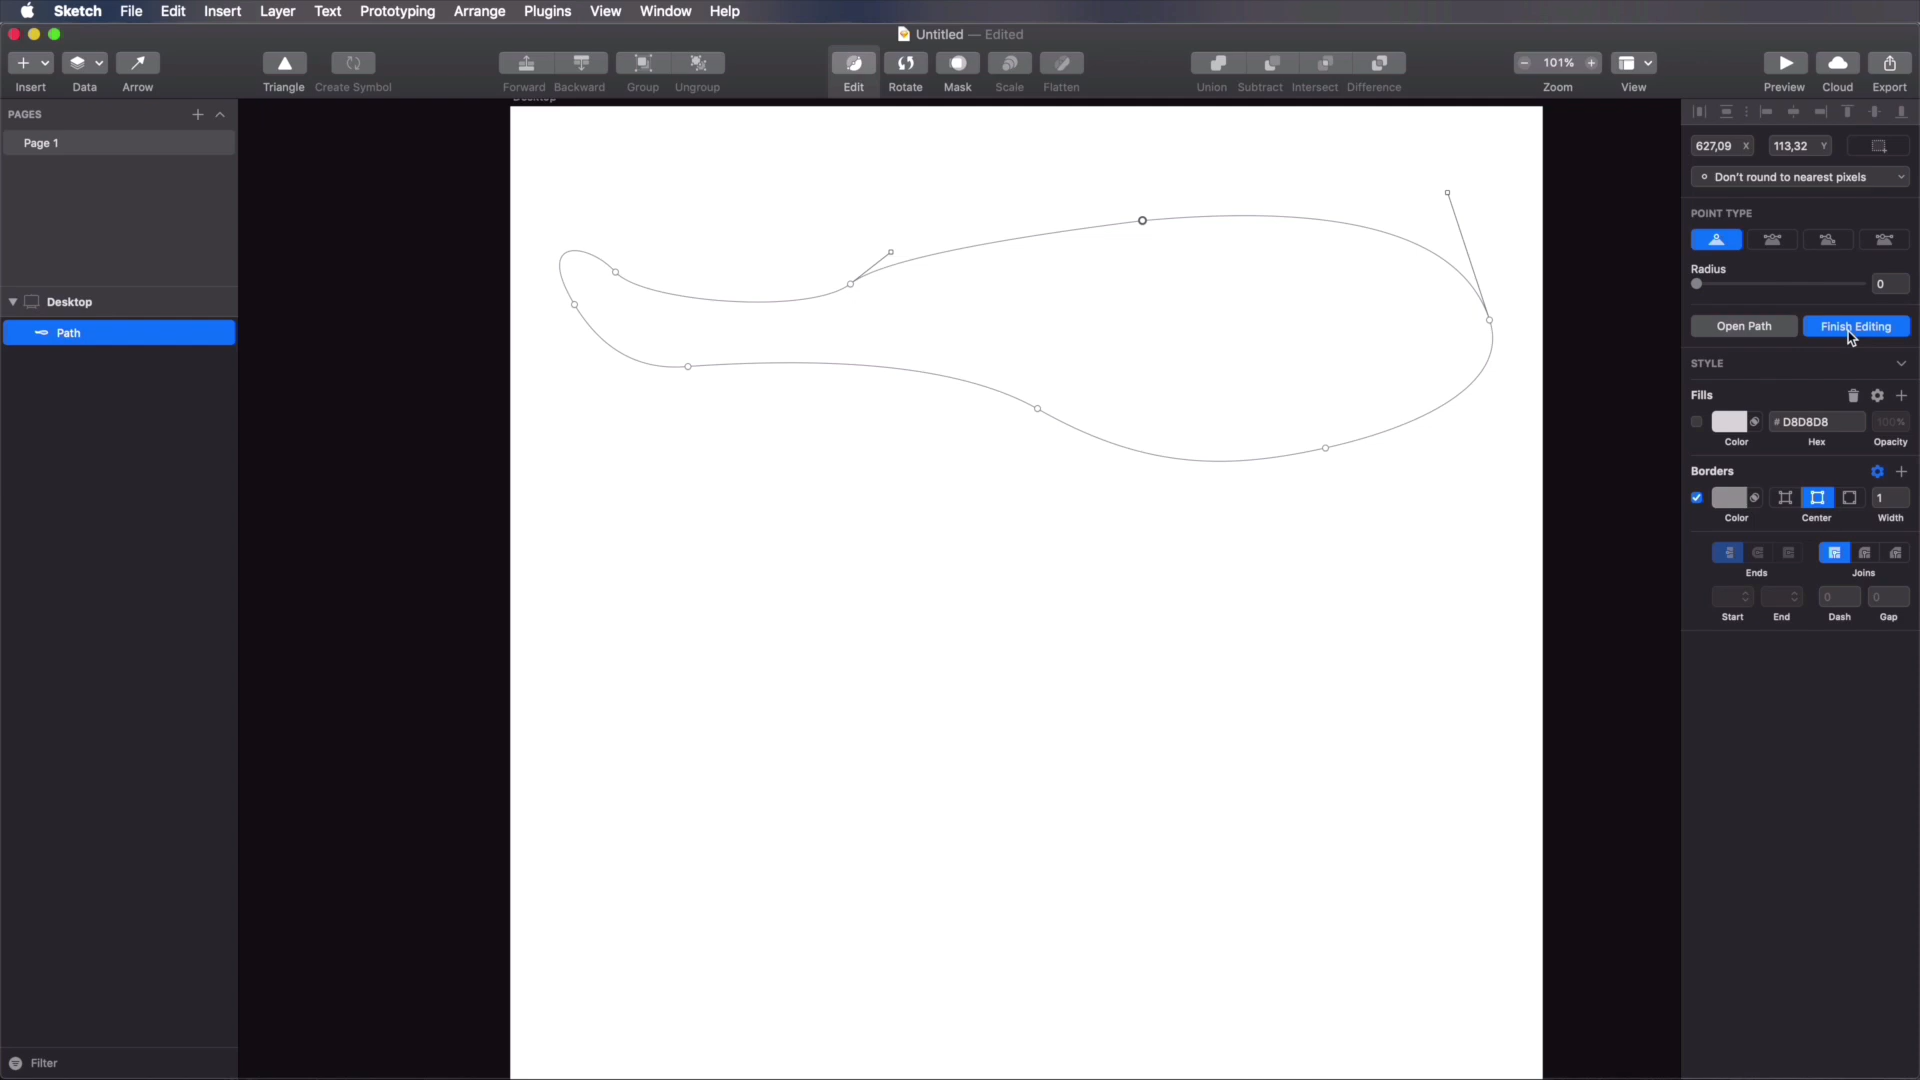 Sketch File Edit Insert Layer Text Prototyping Arrange Plugins View Window Help
Untitled — Edited
101%
Insert Data Arrow Triangle Create Symbol Forward Backward Group Ungroup Edit Rotate Mask Scale Flatten Union Subtract Intersect Difference Zoom View Preview Cloud Export
Desktop
PAGES
Page 1
Desktop
Path
Filter
627,09 X 113,32 Y
Don't round to nearest pixels
POINT TYPE
Radius
0
Open Path Finish Editing
STYLE
Fills
# D8D8D8 100%
Color Hex Opacity
Borders
1
Color Center Width
Ends Joins
0 0
Start End Dash Gap